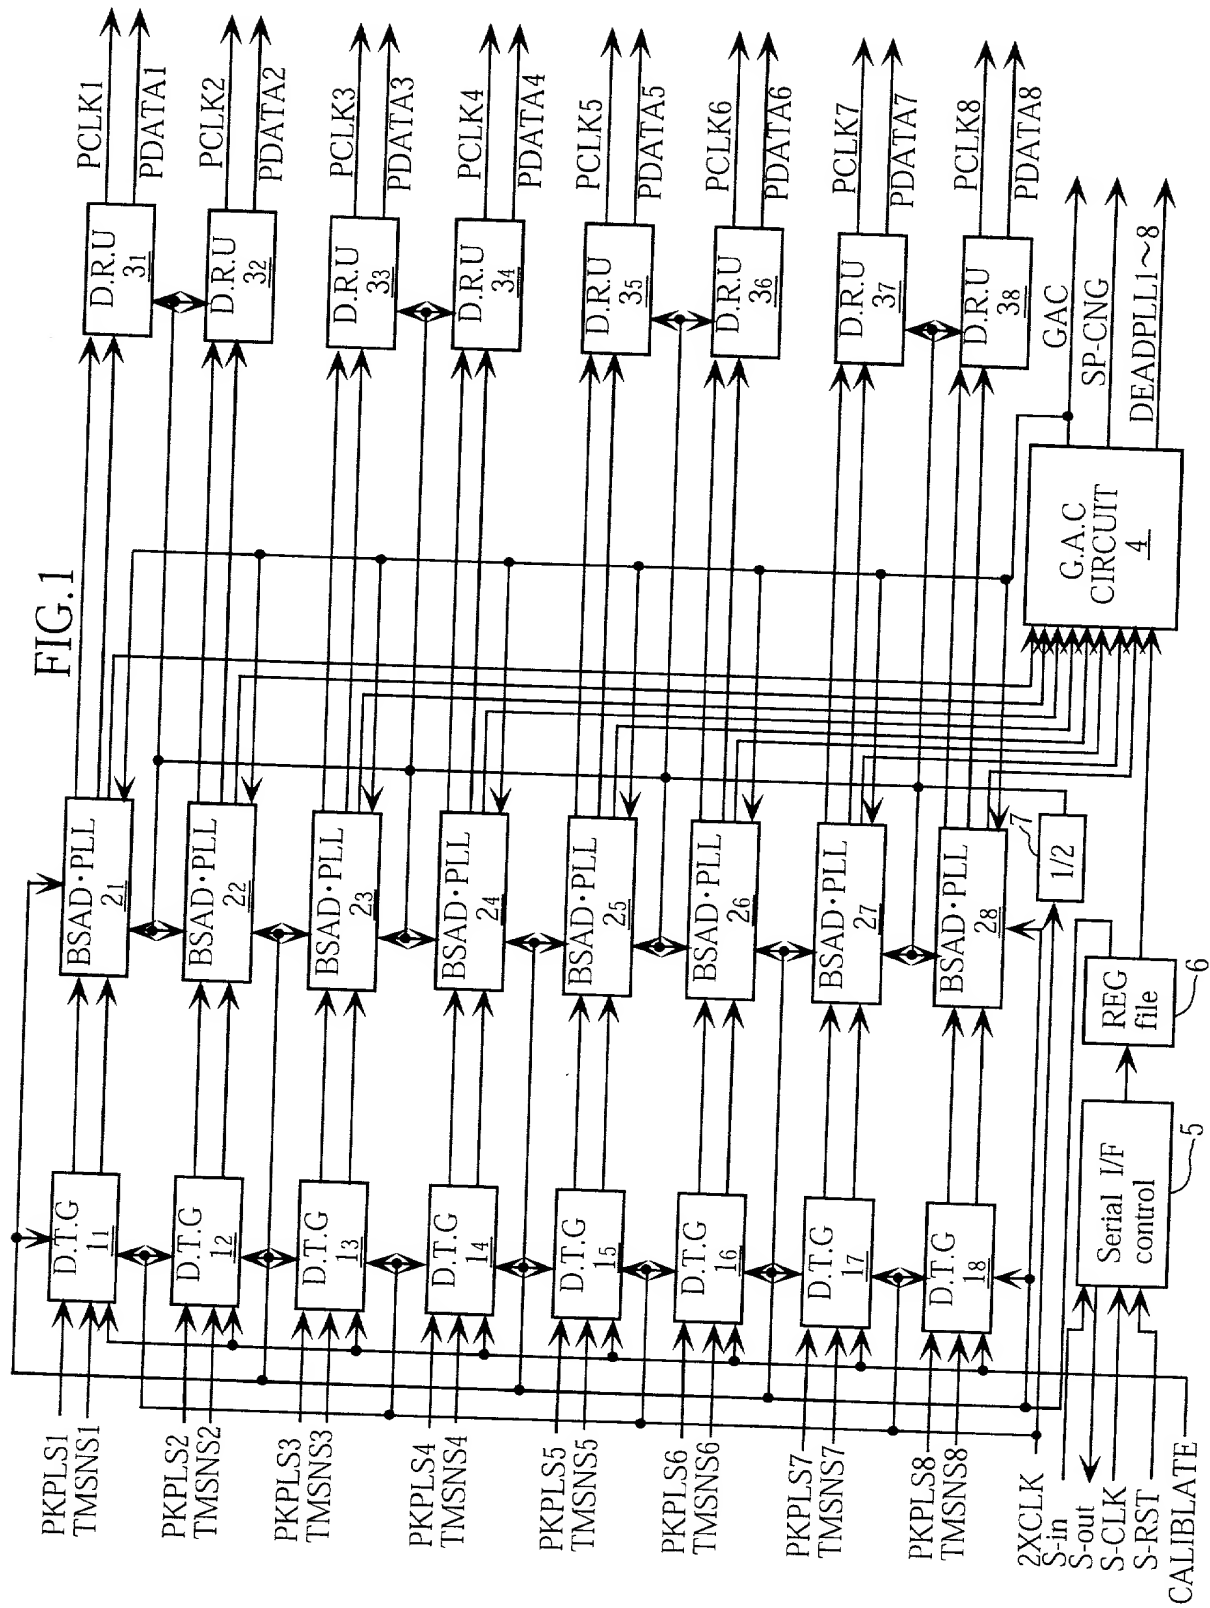 FIG.1
PKPLS1
TMSNS1
D.T.G
11
BSAD·PLL
21
D.R.U
31
PCLK1
PDATA1
PKPLS2
TMSNS2
D.T.G
12
BSAD·PLL
22
D.R.U
32
PCLK2
PDATA2
PKPLS3
TMSNS3
D.T.G
13
BSAD·PLL
23
D.R.U
33
PCLK3
PDATA3
PKPLS4
TMSNS4
D.T.G
14
BSAD·PLL
24
D.R.U
34
PCLK4
PDATA4
PKPLS5
TMSNS5
D.T.G
15
BSAD·PLL
25
D.R.U
35
PCLK5
PDATA5
PKPLS6
TMSNS6
D.T.G
16
BSAD·PLL
26
D.R.U
36
PCLK6
PDATA6
PKPLS7
TMSNS7
D.T.G
17
BSAD·PLL
27
D.R.U
37
PCLK7
PDATA7
PKPLS8
TMSNS8
D.T.G
18
BSAD·PLL
28
D.R.U
38
PCLK8
PDATA8
2XCLK
S-in
S-out
S-CLK
S-RST
CALIBLATE
Serial I/F
control
5
REG
file
6
1/2
7
G.A.C
CIRCUIT
4
GAC
SP-CNG
DEADPLL1~8